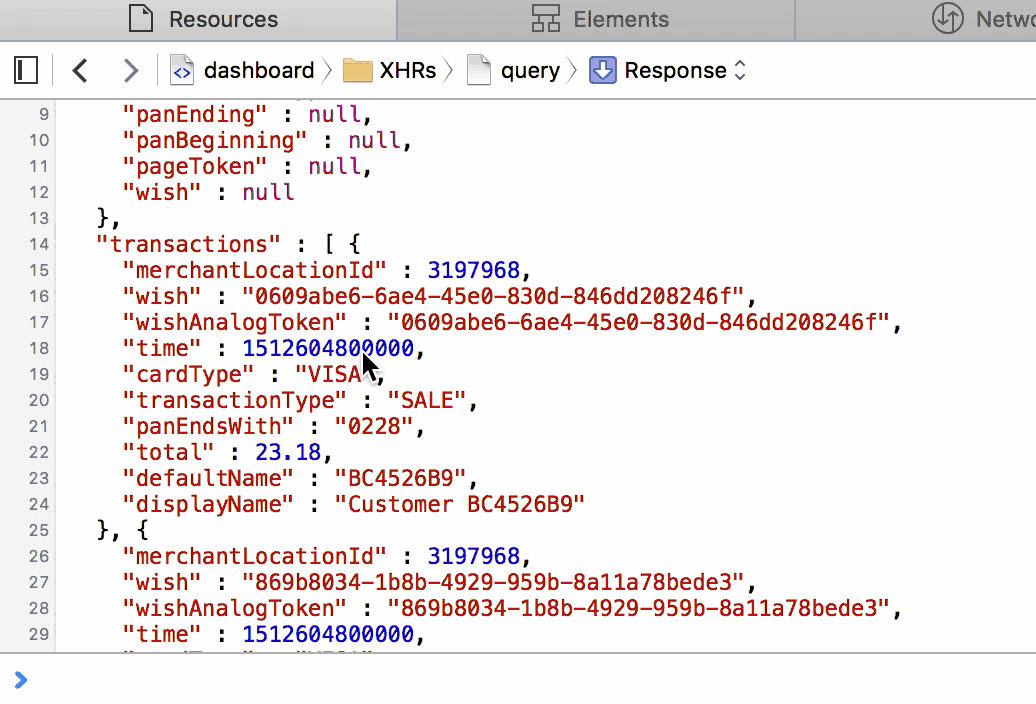 Resources Elements
dashboard XHRs query Response
9 "panEnding" : null,
10 "panBeginning" : null,
11 "pageToken" : null,
12 "wish" : null
13 },
14 "transactions" : [ {
15 "merchantLocationId" : 3197968,
16 "wish" : "0609abe6-6ae4-45e0-830d-846dd208246f",
17 "wishAnalogToken" : "0609abe6-6ae4-45e0-830d-846dd208246f",
18 "time" : 1512604800000,
19 "cardType" : "VISA",
20 "transactionType" : "SALE",
21 "panEndsWith" : "0228",
22 "total" : 23.18,
23 "defaultName" : "BC4526B9",
24 "displayName" : "Customer BC4526B9"
25 }, {
26 "merchantLocationId" : 3197968,
27 "wish" : "869b8034-1b8b-4929-959b-8a11a78bede3",
28 "wishAnalogToken" : "869b8034-1b8b-4929-959b-8a11a78bede3",
29 "time" : 1512604800000,